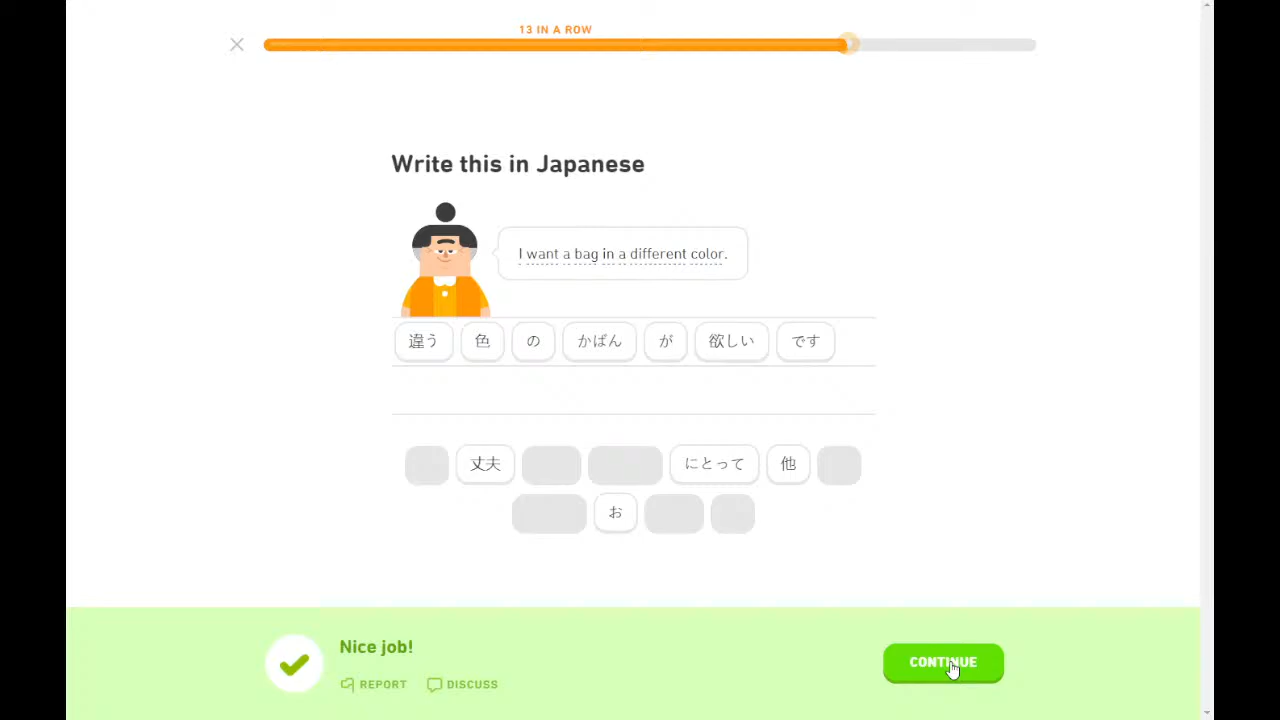 13 IN A ROW
Write this in Japanese
I want a bag in a different color.
違う 色 の かばん が 欲しい です
丈夫 にとって 他
お
Nice job!
CONTINUE
REPORT DISCUSS